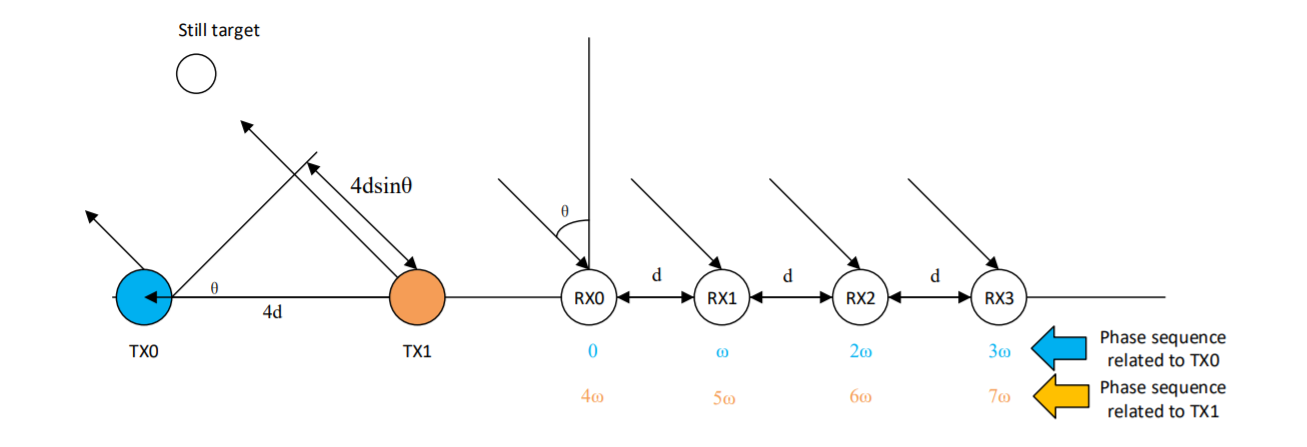 Still target
4dsinθ
θ
θ
d
d
d
RX0
RX1
RX2
RX3
4d
TX0
TX1
0
ω
2ω
3ω
Phase sequence
related to TX0
4ω
5ω
6ω
7ω
Phase sequence
related to TX1